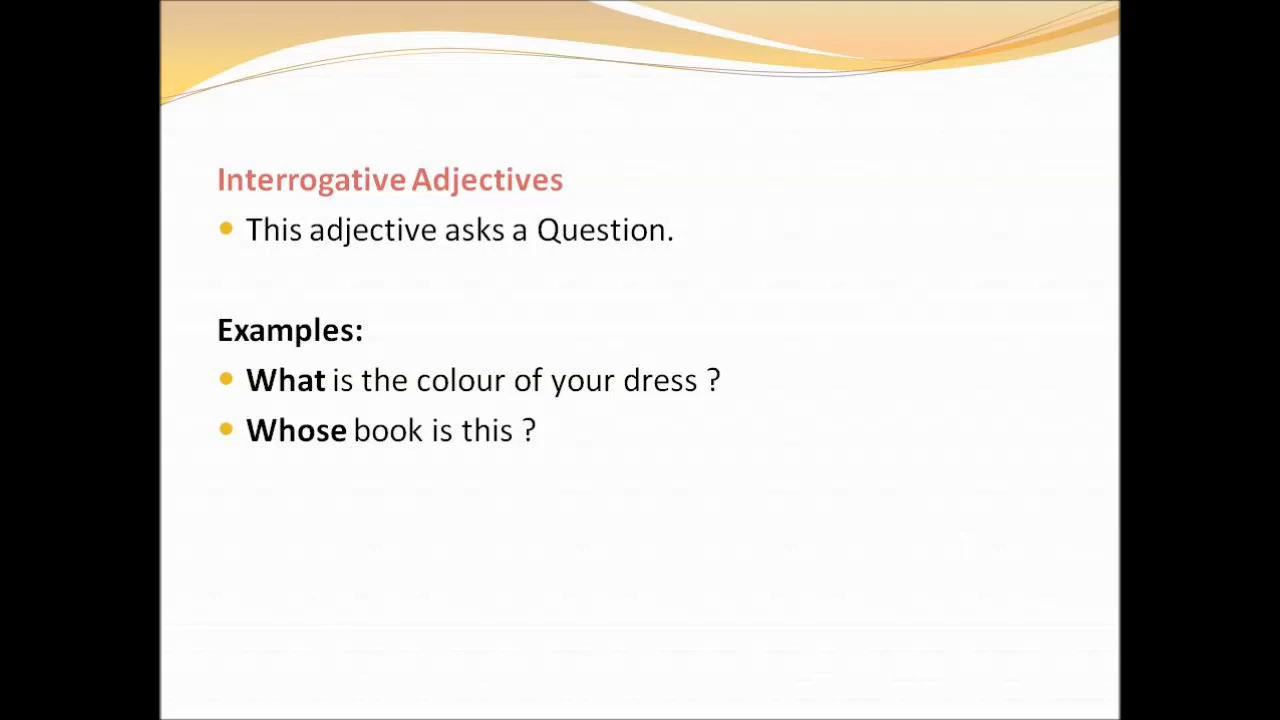 Interrogative Adjectives
• This adjective asks a Question.
Examples:
• What is the colour of your dress ?
• Whose book is this ?